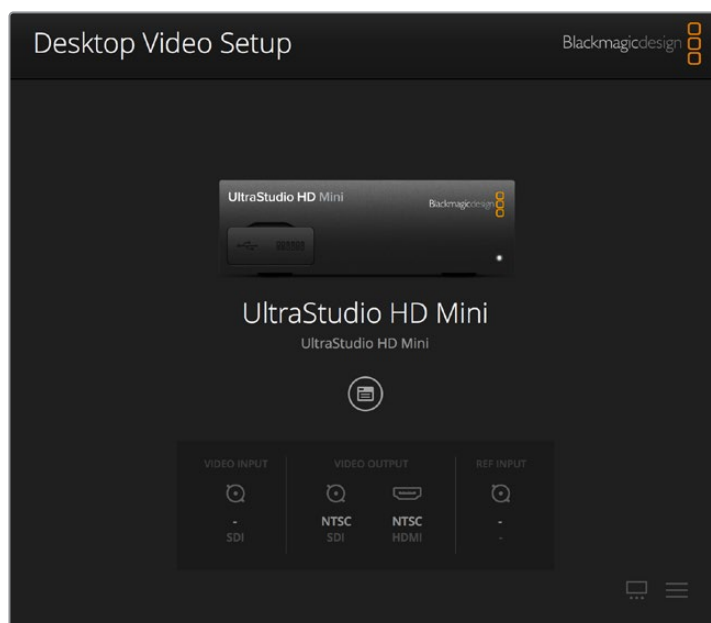 Desktop Video Setup
Blackmagicdesign
UltraStudio HD Mini
Blackmagicdesign
UltraStudio HD Mini
UltraStudio HD Mini
VIDEO INPUT
VIDEO OUTPUT
REF INPUT
-
NTSC
NTSC
-
SDI
SDI
HDMI
-